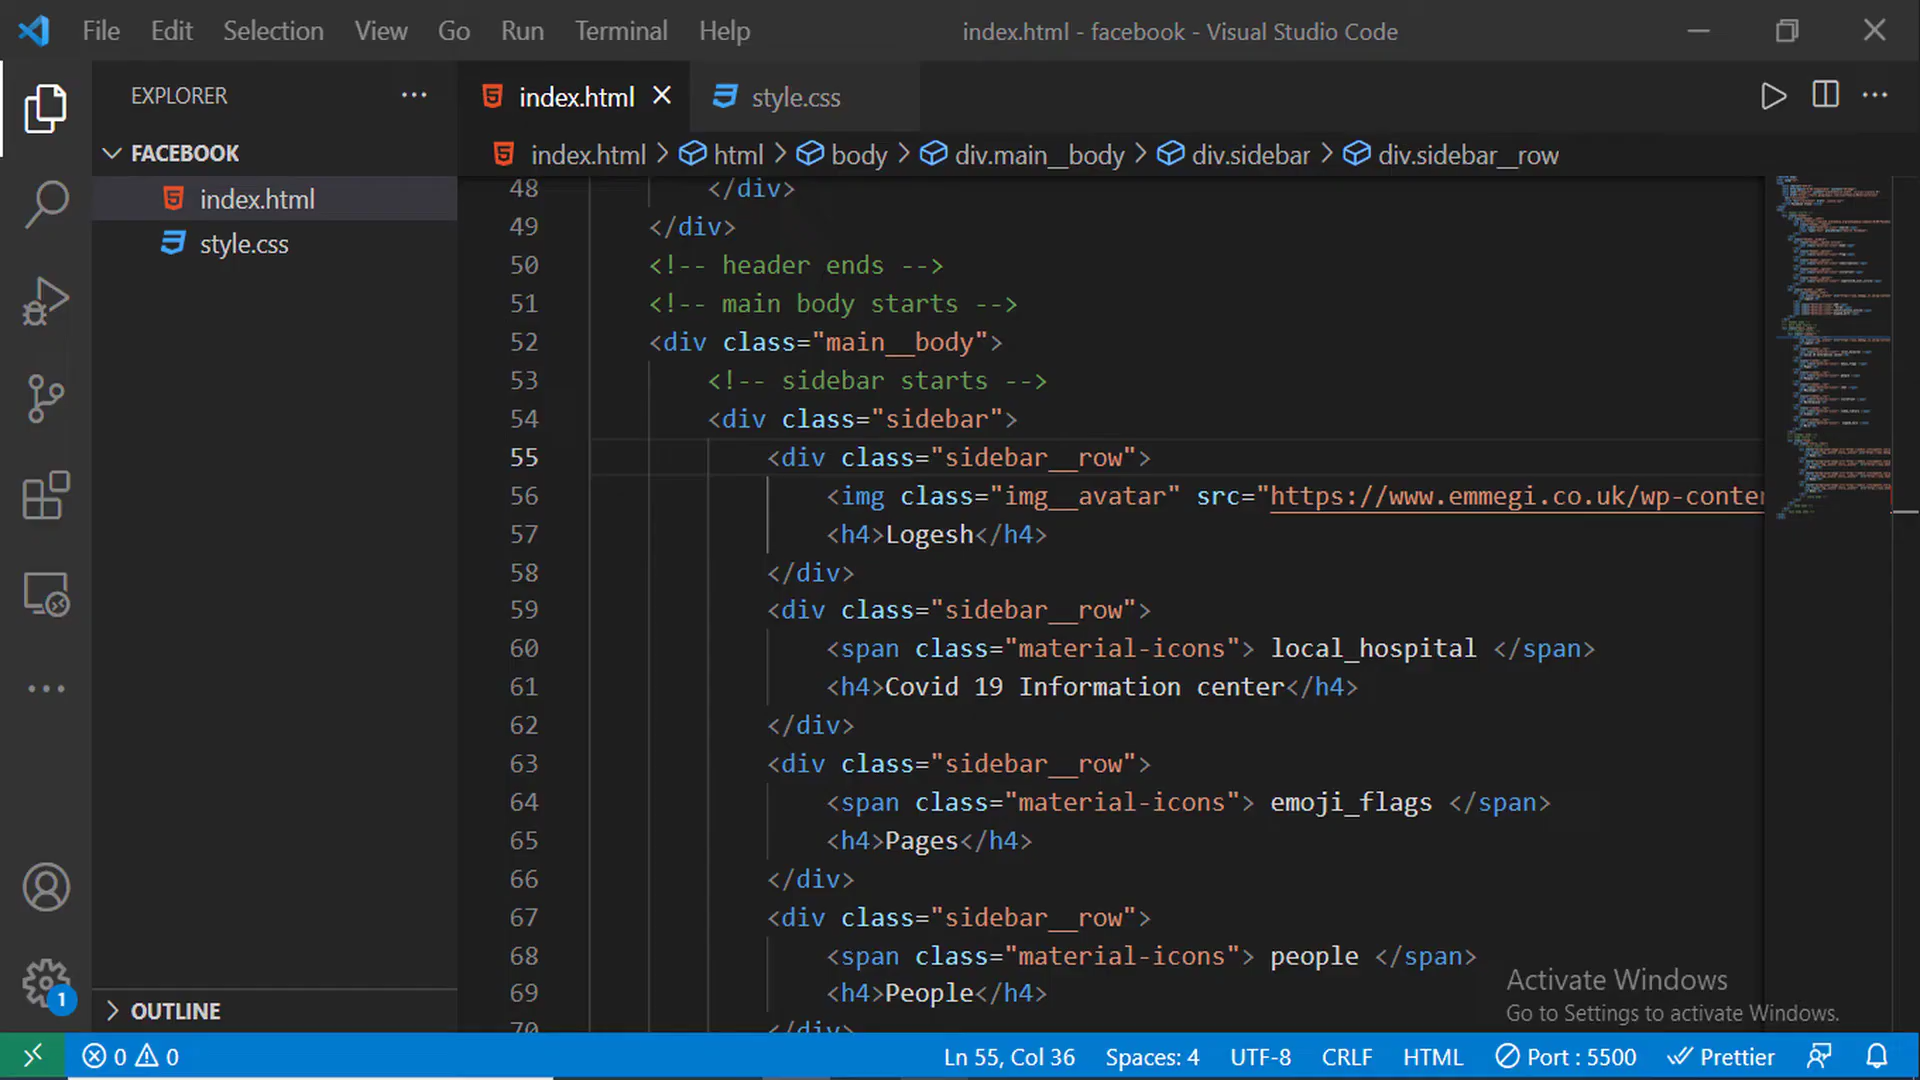 File Edit Selection View Go Run Terminal Help index.html - facebook - Visual Studio Code
EXPLORER
FACEBOOK
index.html
style.css
OUTLINE
1
index.html style.css
index.html > html > body > div.main__body > div.sidebar > div.sidebar__row
48 </div>
49 </div>
50 <!-- header ends -->
51 <!-- main body starts -->
52 <div class="main__body">
53 <!-- sidebar starts -->
54 <div class="sidebar">
55 <div class="sidebar__row">
56 <img class="img__avatar" src="https://www.emmegi.co.uk/wp-conten
57 <h4>Logesh</h4>
58 </div>
59 <div class="sidebar__row">
60 <span class="material-icons"> local_hospital </span>
61 <h4>Covid 19 Information center</h4>
62 </div>
63 <div class="sidebar__row">
64 <span class="material-icons"> emoji_flags </span>
65 <h4>Pages</h4>
66 </div>
67 <div class="sidebar__row">
68 <span class="material-icons"> people </span>
69 <h4>People</h4>
70 </div>
Activate Windows
Go to Settings to activate Windows.
0 0 Ln 55, Col 36 Spaces: 4 UTF-8 CRLF HTML Port : 5500 Prettier